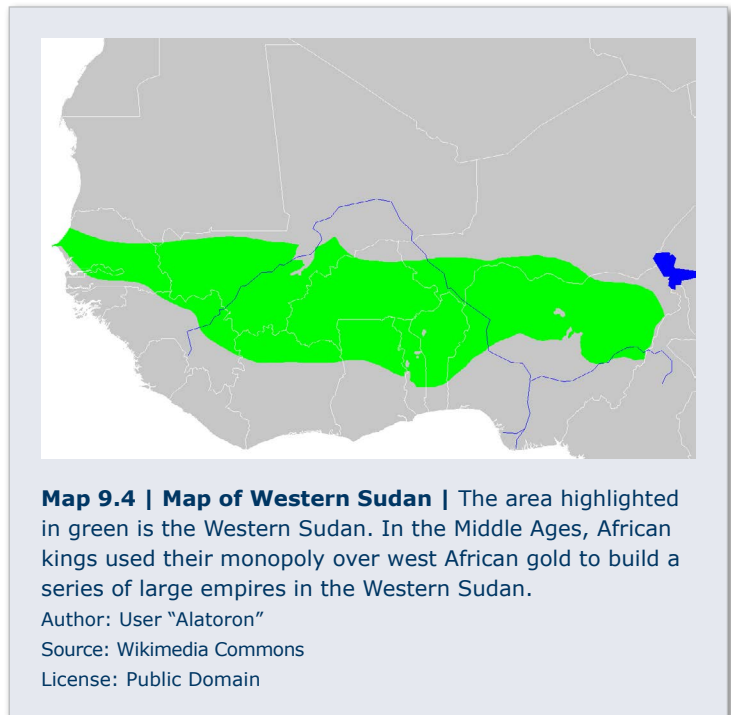 Map 9.4 | Map of Western Sudan | The area highlighted
in green is the Western Sudan. In the Middle Ages, African
kings used their monopoly over west African gold to build a
series of large empires in the Western Sudan.
Author: User “Alatoron”
Source: Wikimedia Commons
License: Public Domain